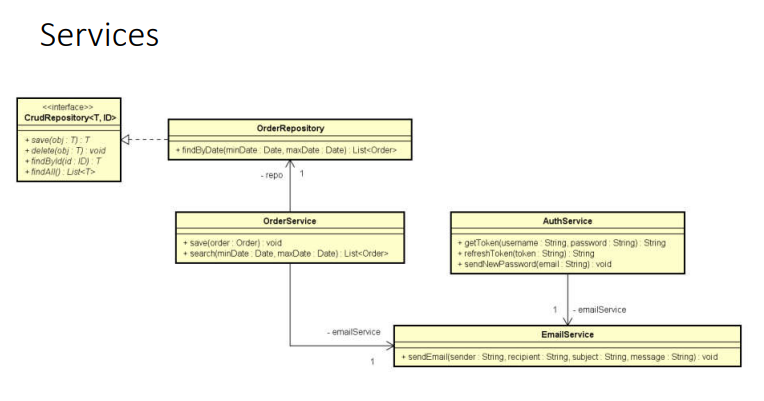 Services
<<interface>>
CrudRepository<T, ID>
+ save(obj : T) : T
+ delete(obj : T) : void
+ findById(id : ID) : T
+ findAll() : List<T>
OrderRepository
+ findByDate(minDate : Date, maxDate : Date) : List<Order>
- repo 1
OrderService
+ save(order : Order) : void
+ search(minDate : Date, maxDate : Date) : List<Order>
AuthService
+ getToken(username : String, password : String) : String
+ refreshToken(token : String) : String
+ sendNewPassword(email : String) : void
1 - emailService
- emailService
1
EmailService
+ sendEmail(sender : String, recipient : String, subject : String, message : String) : void